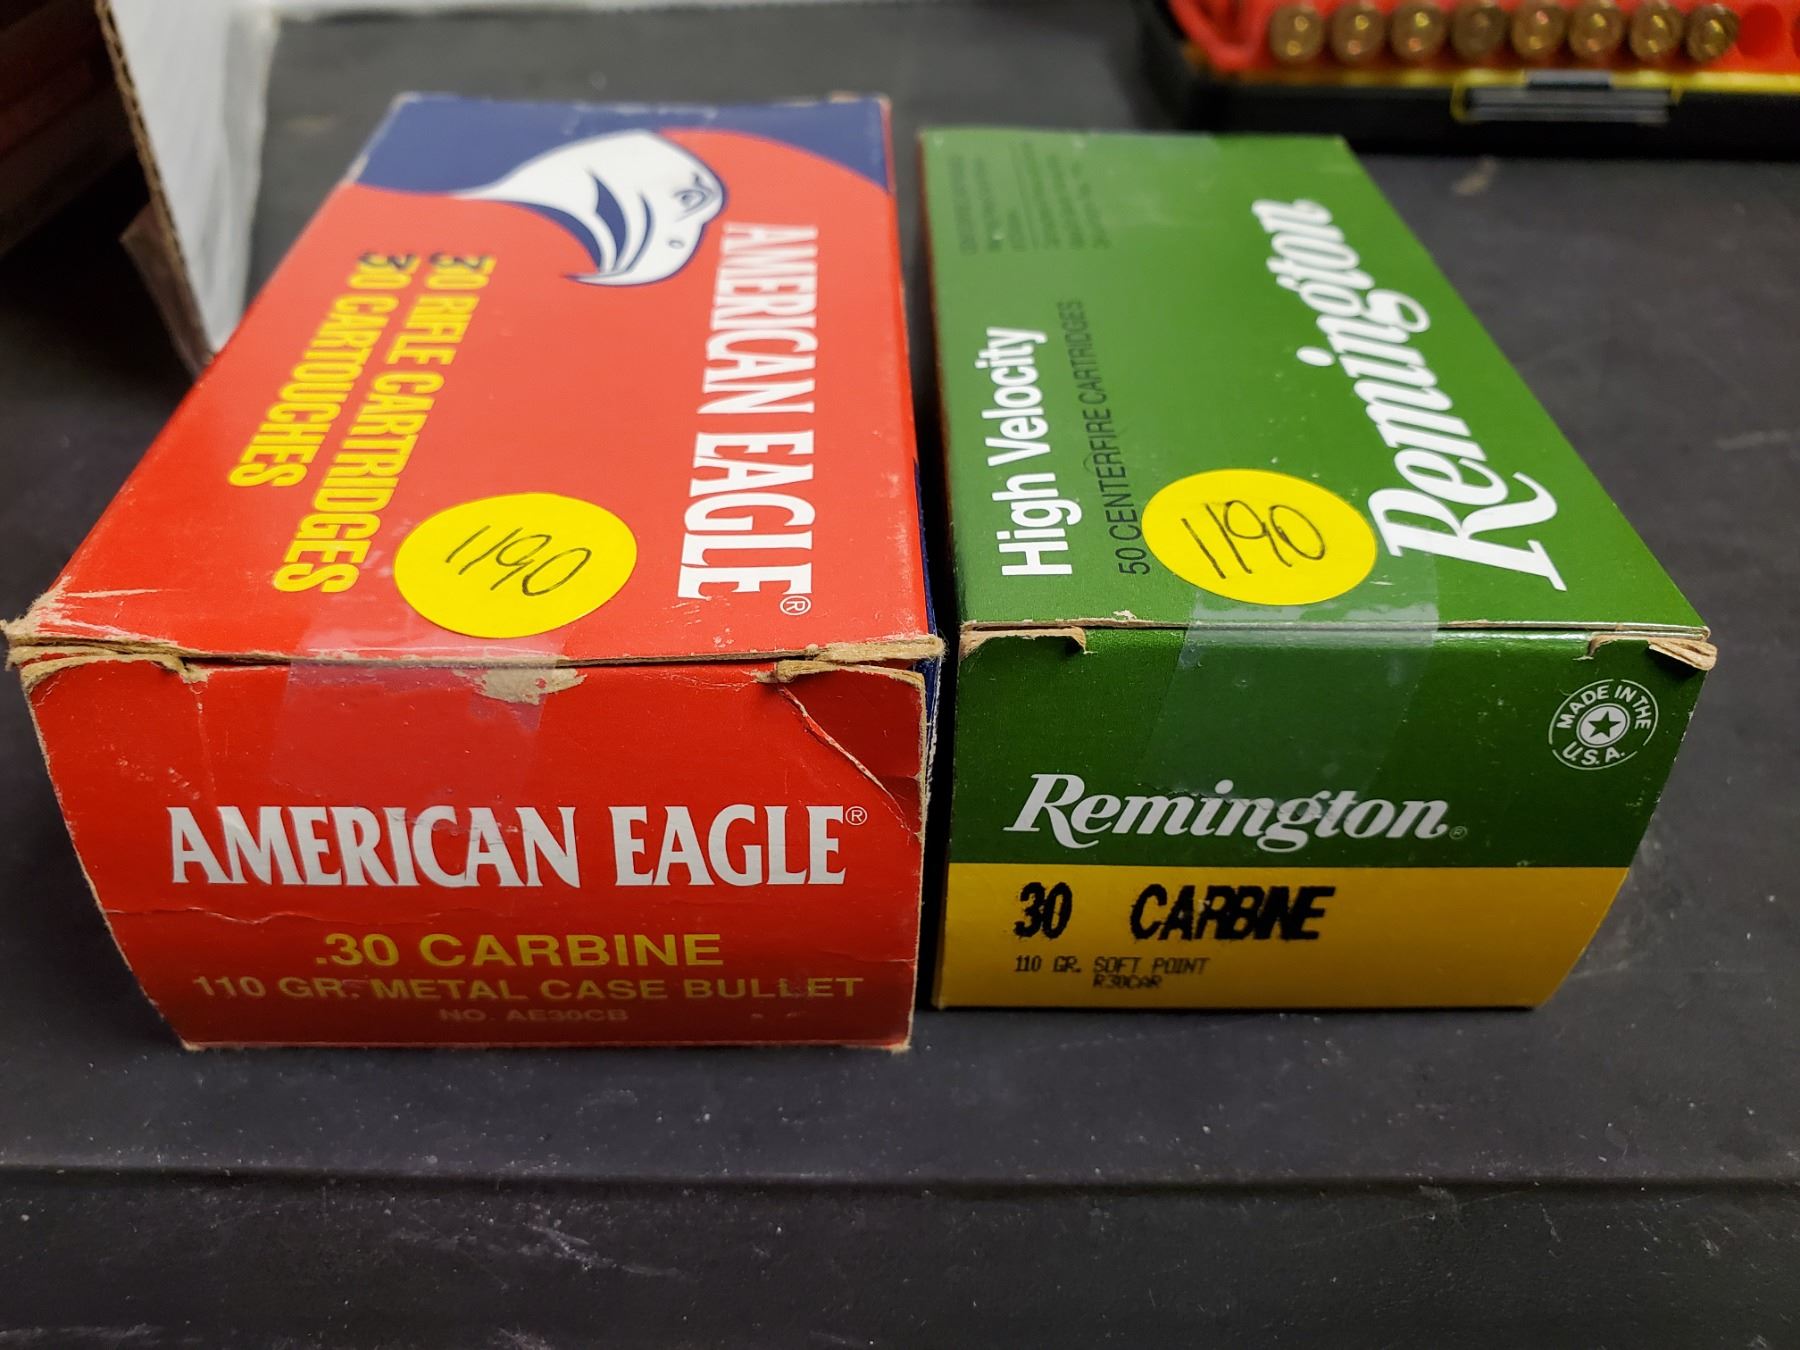 AMERICAN EAGLE®
30 RIFLE CARTRIDGES
30 CARTOUCHES
1190
AMERICAN EAGLE®
.30 CARBINE
110 GR. METAL CASE BULLET
NO. AE30CB
Remington
High Velocity
50 CENTERFIRE CARTRIDGES
1190
MADE IN THE
U.S.A.
Remington®
30 CARBINE
110 GR. SOFT POINT
R30CAR